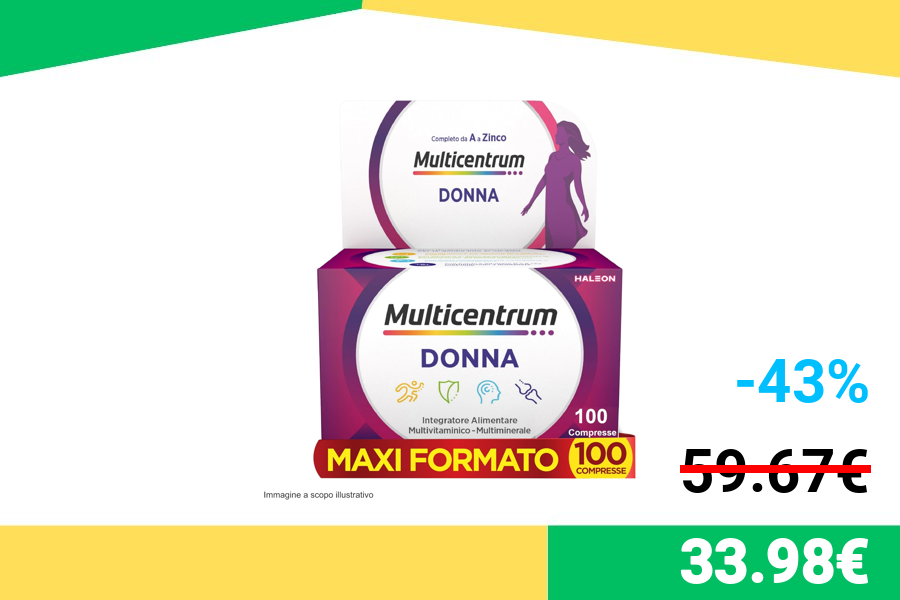 Completo da A a Zinco
Multicentrum
DONNA
HALEON
Multicentrum
DONNA
Integratore Alimentare
Multivitaminico - Multiminerale
100
Compresse
MAXI FORMATO
100
COMPRESSE
Immagine a scopo illustrativo
-43%
59.67€
33.98€